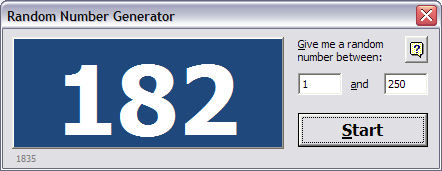 Random Number Generator
182
Give me a random
number between:
?
1 and 250
Start
1835